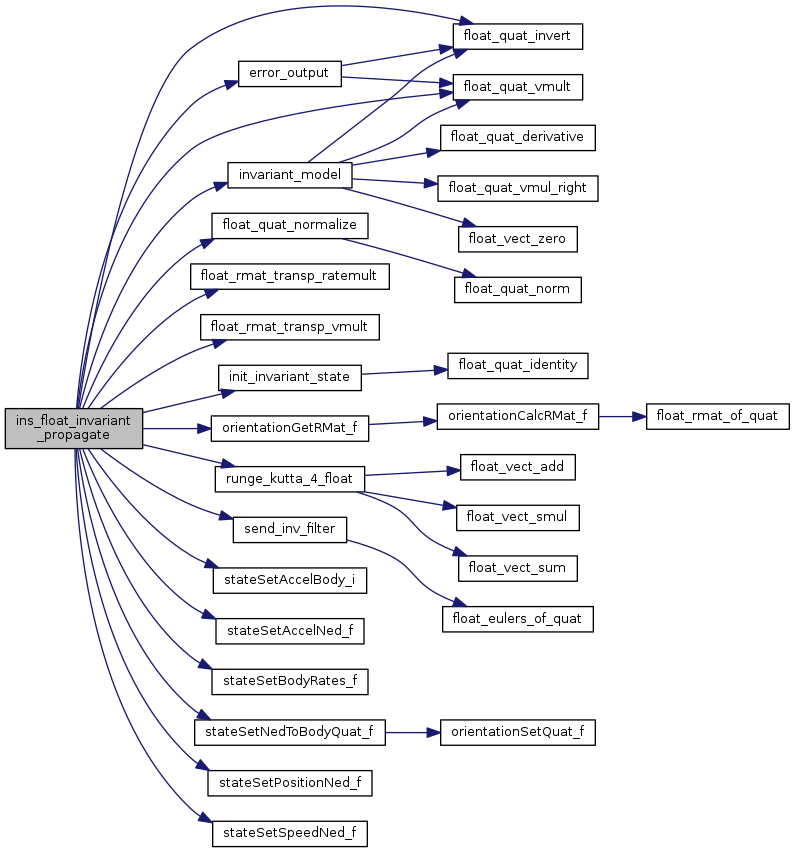 float_quat_invert
error_output
float_quat_vmult
float_quat_derivative
invariant_model
float_quat_vmul_right
float_quat_normalize
float_vect_zero
float_rmat_transp_ratemult
float_quat_norm
float_rmat_transp_vmult
float_quat_identity
init_invariant_state
ins_float_invariant
_propagate
orientationGetRMat_f
orientationCalcRMat_f
float_rmat_of_quat
float_vect_add
runge_kutta_4_float
float_vect_smul
send_inv_filter
float_vect_sum
stateSetAccelBody_i
float_eulers_of_quat
stateSetAccelNed_f
stateSetBodyRates_f
stateSetNedToBodyQuat_f
orientationSetQuat_f
stateSetPositionNed_f
stateSetSpeedNed_f